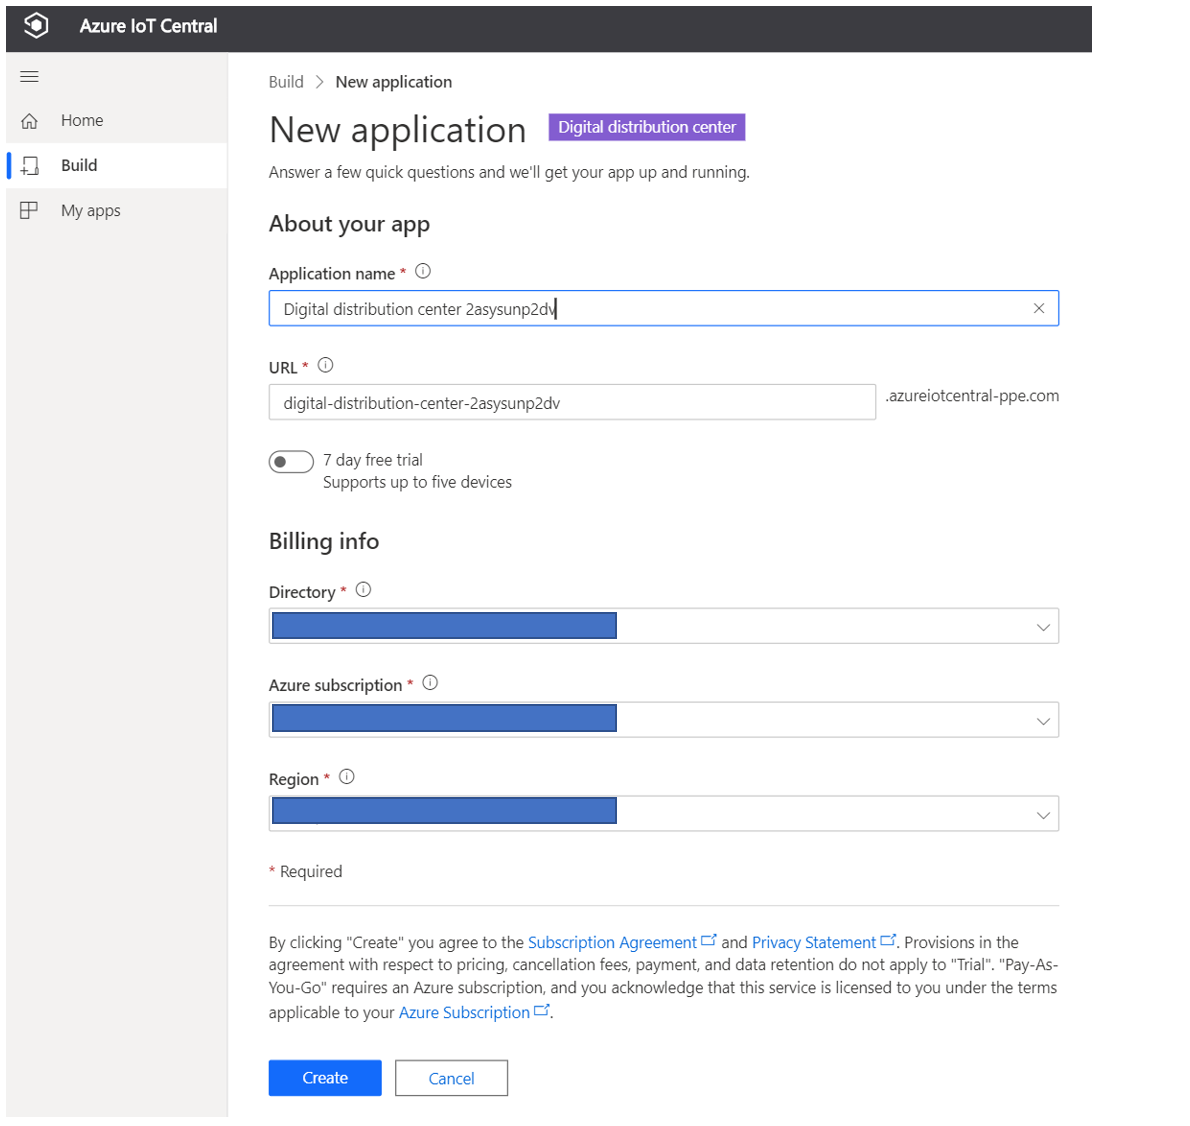 Azure IoT Central
Home
Build
My apps
Build > New application
New application Digital distribution center
Answer a few quick questions and we'll get your app up and running.
About your app
Application name *
Digital distribution center 2asysunp2dv
URL *
digital-distribution-center-2asysunp2dv .azureiotcentral-ppe.com
7 day free trial
Supports up to five devices
Billing info
Directory *
Azure subscription *
Region *
* Required
By clicking "Create" you agree to the Subscription Agreement and Privacy Statement. Provisions in the
agreement with respect to pricing, cancellation fees, payment, and data retention do not apply to "Trial". "Pay-As-
You-Go" requires an Azure subscription, and you acknowledge that this service is licensed to you under the terms
applicable to your Azure Subscription.
Create Cancel